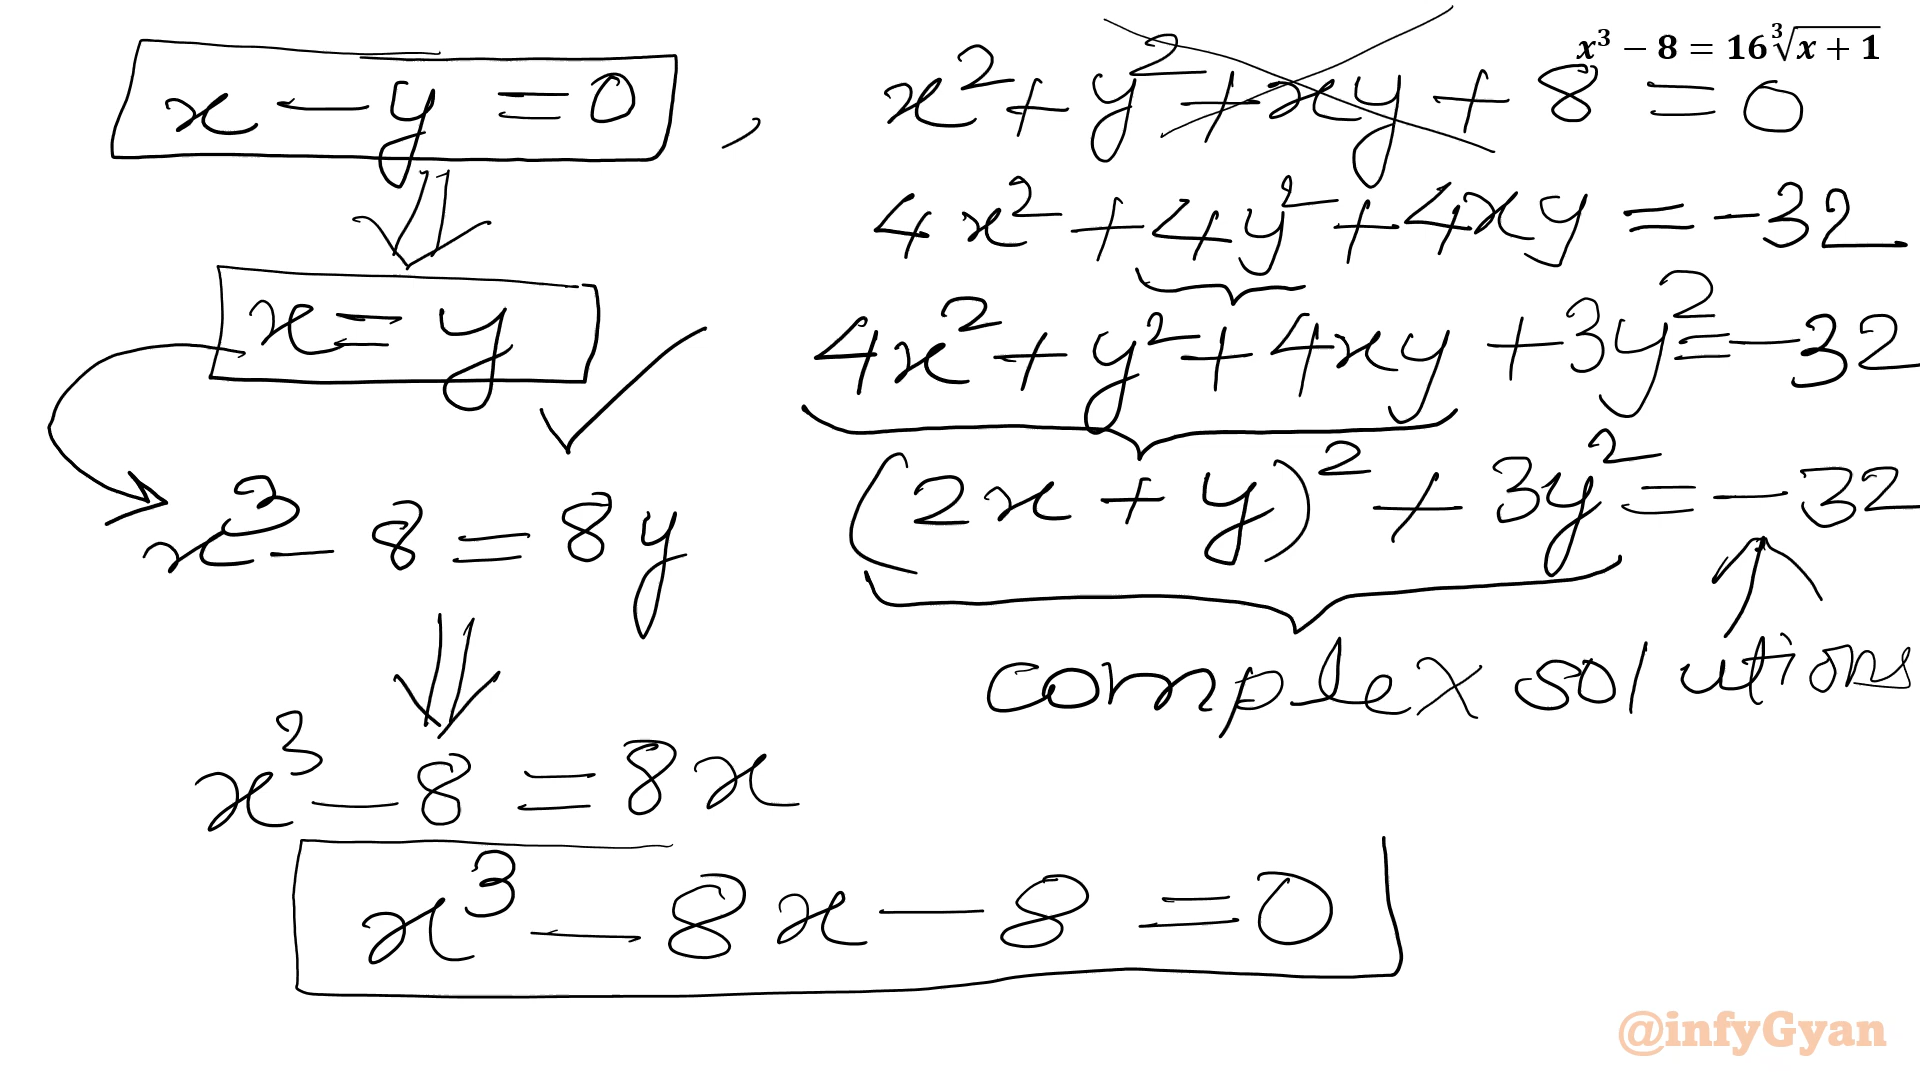 x³ − 8 = 16∛(x + 1)
x − y = 0 , x² + y² + xy + 8 = 0
4x² + 4y² + 4xy = −32
x = y
4x² + y² + 4xy + 3y² = −32
(2x + y)² + 3y² = −32
x³ − 8 = 8y
complex solutions
x³ − 8 = 8x
x³ − 8x − 8 = 0
@infyGyan